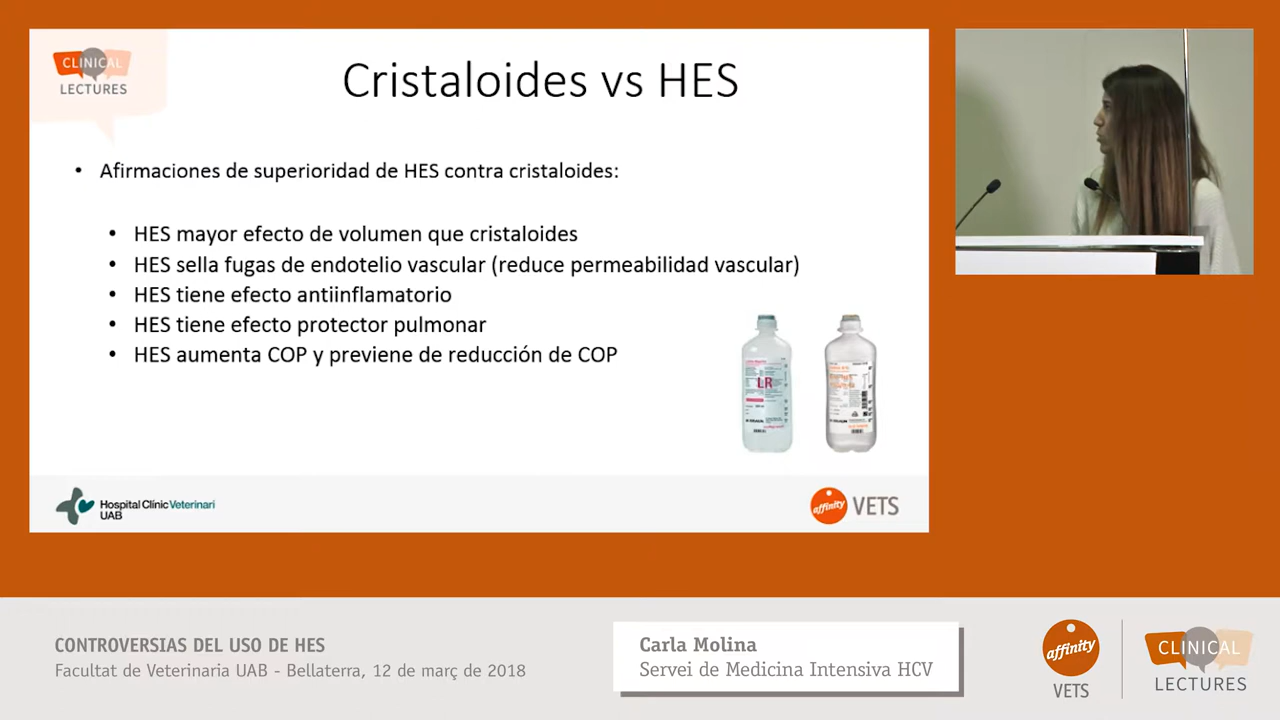 CLINICAL
LECTURES
Cristaloides vs HES
• Afirmaciones de superioridad de HES contra cristaloides:
• HES mayor efecto de volumen que cristaloides
• HES sella fugas de endotelio vascular (reduce permeabilidad vascular)
• HES tiene efecto antiinflamatorio
• HES tiene efecto protector pulmonar
• HES aumenta COP y previene de reducción de COP
LR
Hospital Clínic Veterinari
UAB
affinity VETS
CONTROVERSIAS DEL USO DE HES
Facultat de Veterinaria UAB - Bellaterra, 12 de març de 2018
Carla Molina
Servei de Medicina Intensiva HCV
affinity
VETS
CLINICAL
LECTURES